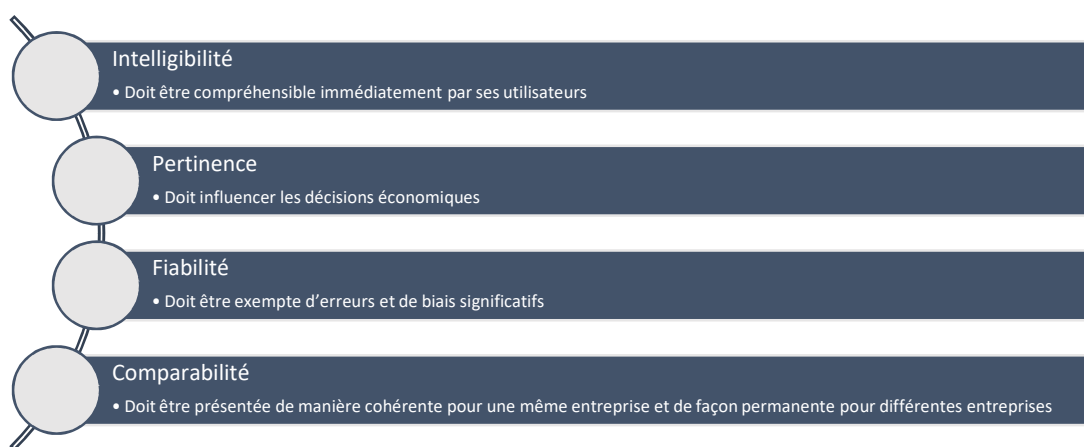 Intelligibilité
• Doit être compréhensible immédiatement par ses utilisateurs
Pertinence
• Doit influencer les décisions économiques
Fiabilité
• Doit être exempte d’erreurs et de biais significatifs
Comparabilité
• Doit être présentée de manière cohérente pour une même entreprise et de façon permanente pour différentes entreprises